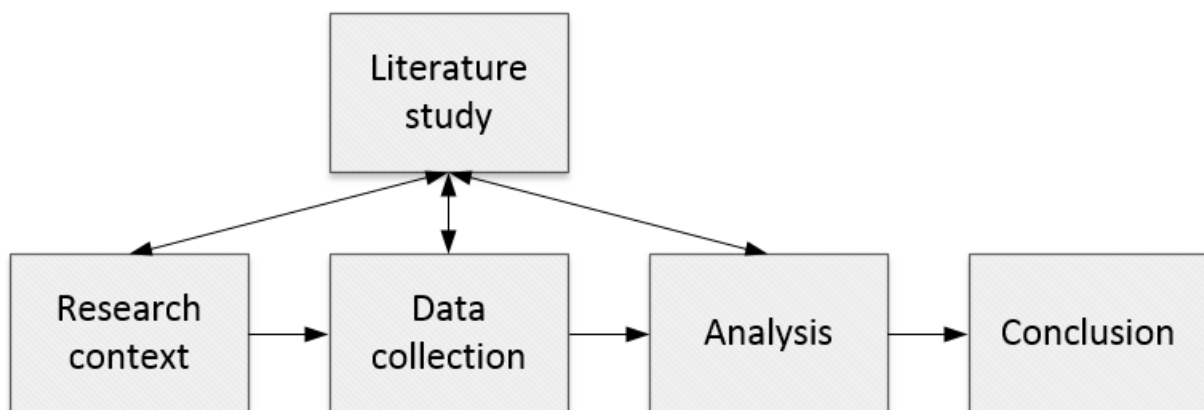 Literature
study
Research
context
Data
collection
Analysis
Conclusion